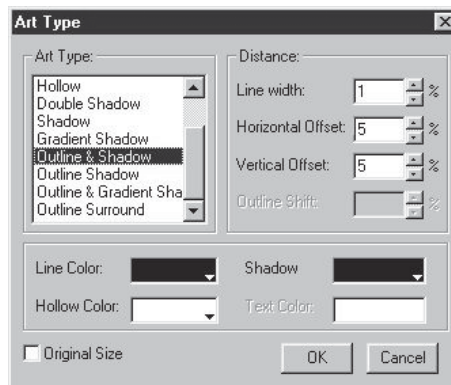 Art Type
Art Type:
Hollow
Double Shadow
Shadow
Gradient Shadow
Outline & Shadow
Outline Shadow
Outline & Gradient Sha
Outline Surround
Distance:
Line width: 1 %
Horizontal Offset: 5 %
Vertical Offset: 5 %
Outline Shift: %
Line Color:
Shadow
Hollow Color:
Text Color:
Original Size
OK
Cancel